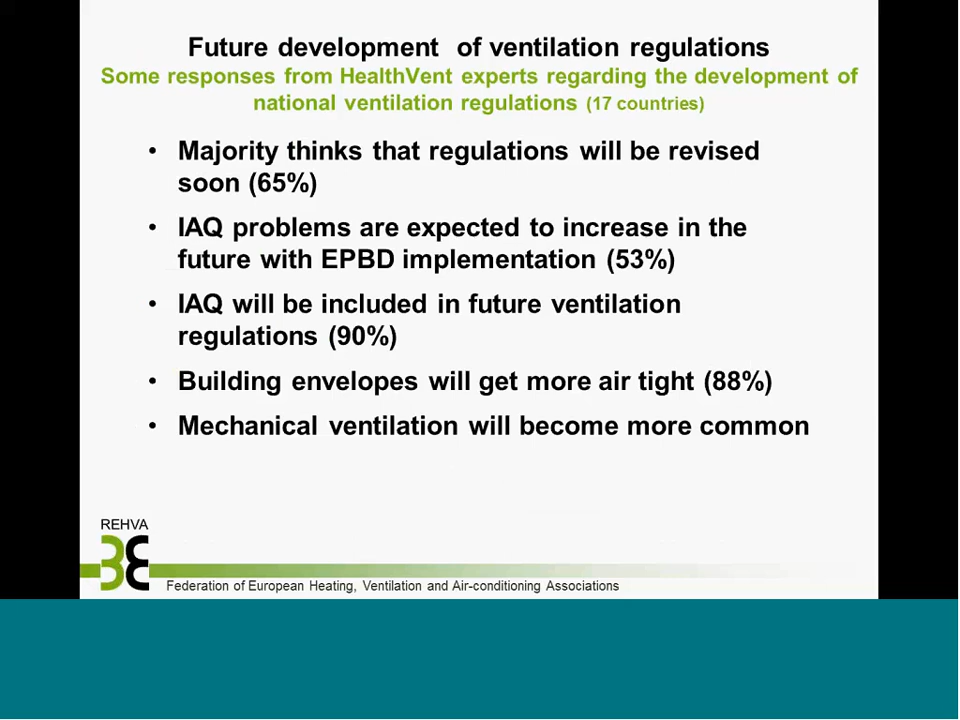 Future development of ventilation regulations
Some responses from HealthVent experts regarding the development of
national ventilation regulations (17 countries)
• Majority thinks that regulations will be revised
soon (65%)
• IAQ problems are expected to increase in the
future with EPBD implementation (53%)
• IAQ will be included in future ventilation
regulations (90%)
• Building envelopes will get more air tight (88%)
• Mechanical ventilation will become more common
REHVA
Federation of European Heating, Ventilation and Air-conditioning Associations